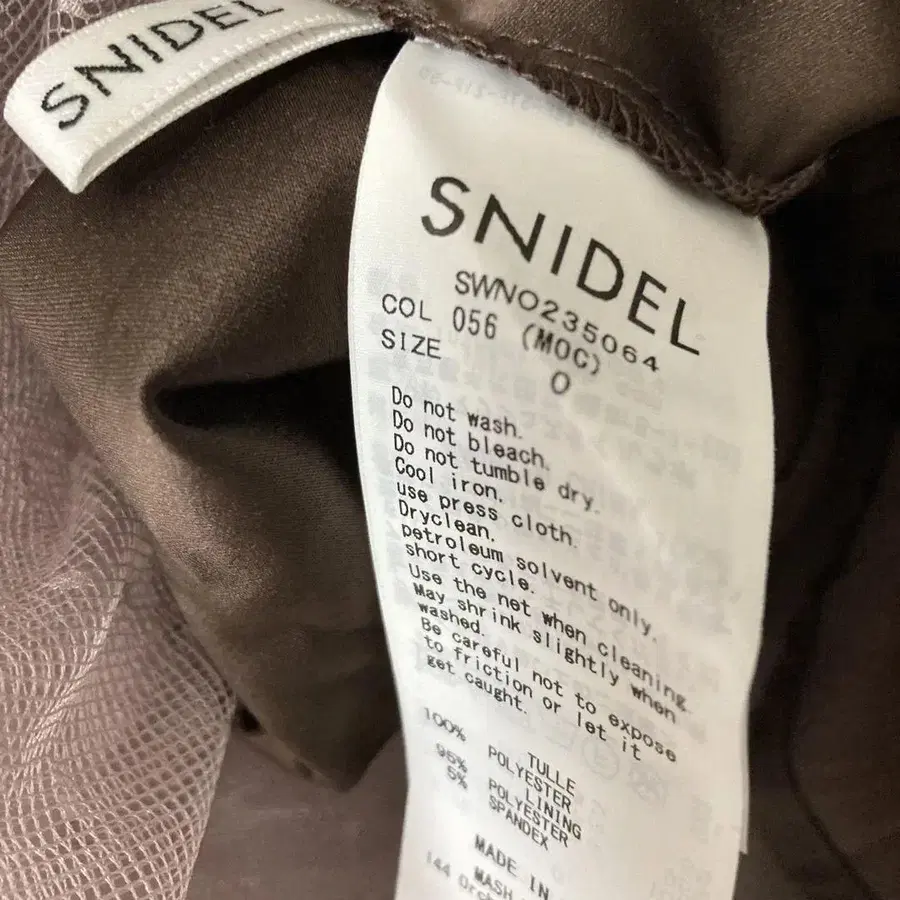 SNIDEL
SNIDEL
SWNO235064
COL 056 (MOC)
SIZE 0
Do not wash.
Do not bleach.
Do not tumble dry.
Cool iron.
use press cloth.
Dryclean.
petroleum solvent only.
short cycle.
Use the net when cleaning.
May shrink slightly when
washed.
Be careful not to expose
to friction or let it
get caught.
TULLE
100% POLYESTER
LINING
95% POLYESTER
5% SPANDEX
MADE IN
MASH
144 Orch